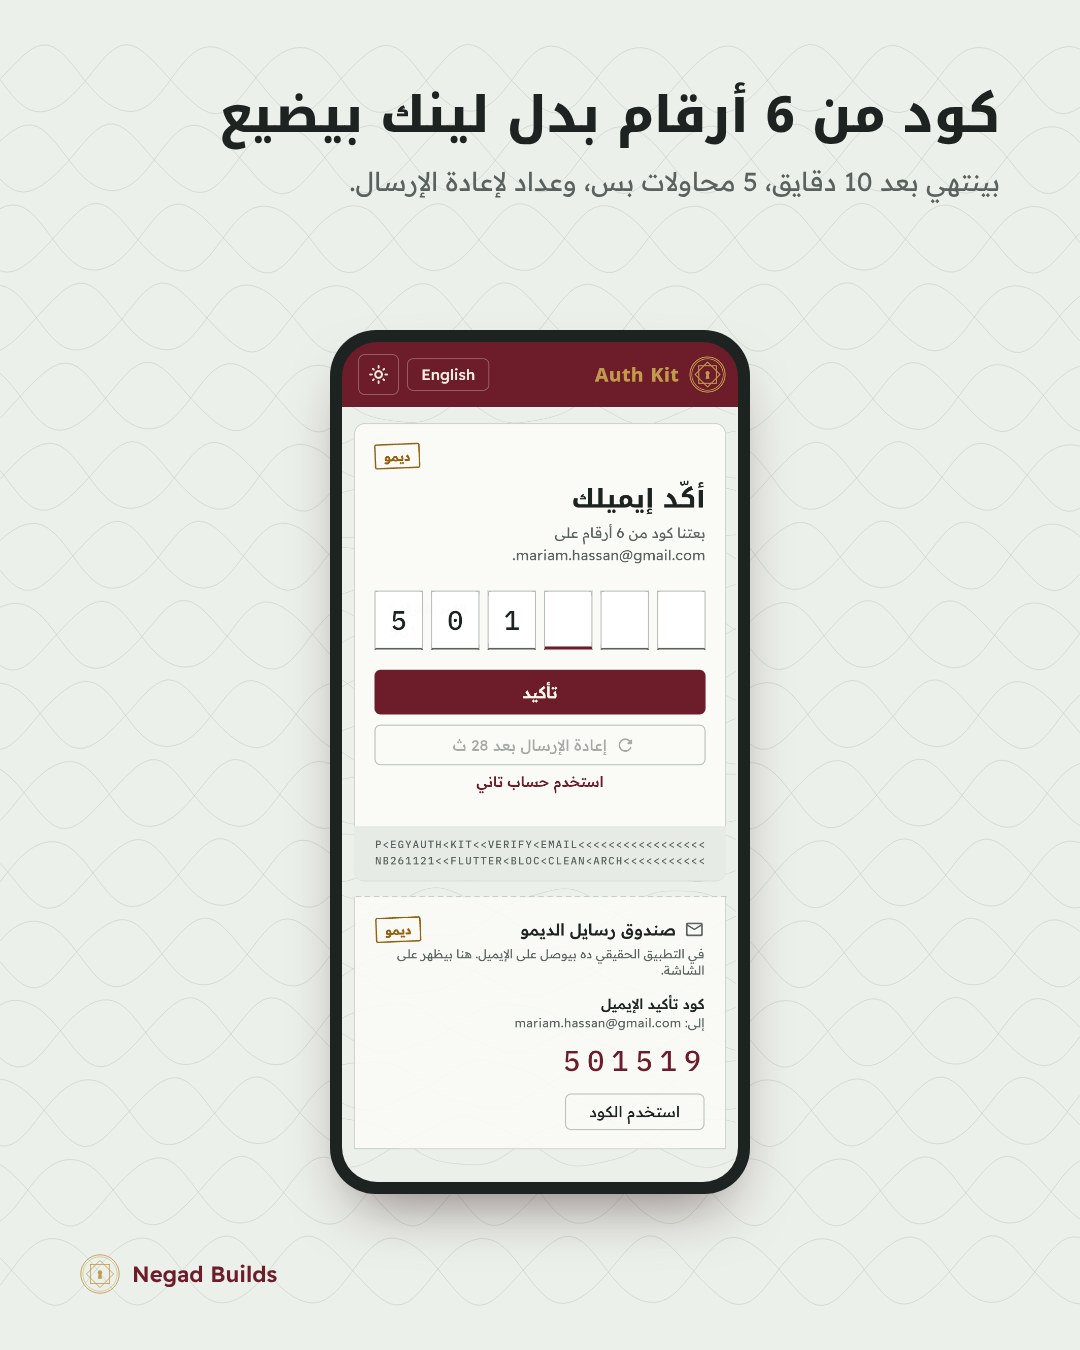 كود من 6 أرقام بدل لينك بيضيع
بينتهي بعد 10 دقايق، 5 محاولات بس، وعداد لإعادة الإرسال.
Auth Kit
English
ديمو
أكّد إيميلك
بعتنا كود من 6 أرقام على
mariam.hassan@gmail.com.
5 0 1
تأكيد
إعادة الإرسال بعد 28 ث
استخدم حساب تاني
P<EGYAUTH<KIT<<VERIFY<EMAIL<<<<<<<<<<<<<<<<<
NB261121<<FLUTTER<BLOC<CLEAN<ARCH<<<<<<<<<<<
صندوق رسايل الديمو
ديمو
في التطبيق الحقيقي ده بيوصل على الإيميل. هنا بيظهر على
الشاشة.
كود تأكيد الإيميل
إلى: mariam.hassan@gmail.com
501519
استخدم الكود
Negad Builds